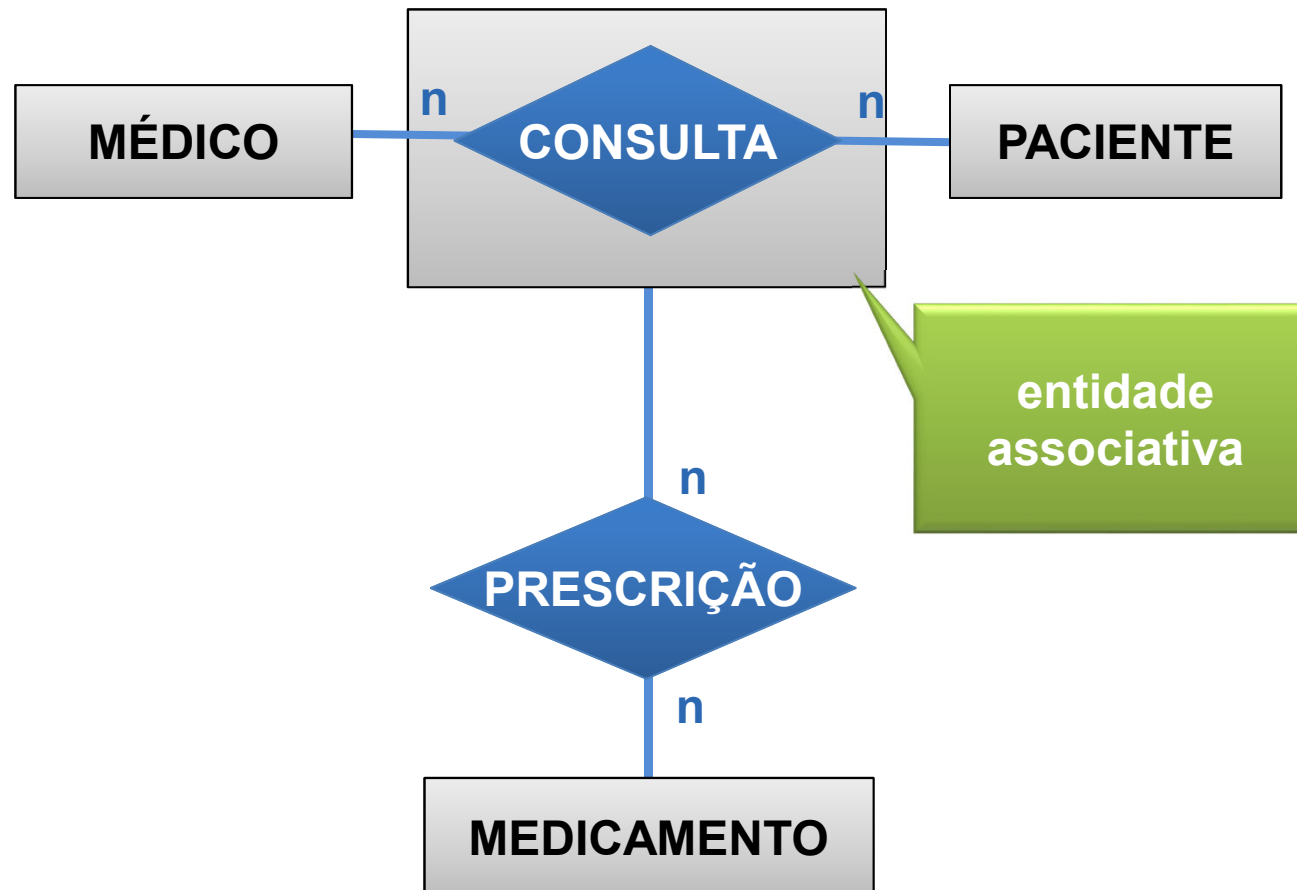 n
n
MÉDICO
CONSULTA
PACIENTE
entidade
associativa
n
PRESCRIÇÃO
n
MEDICAMENTO